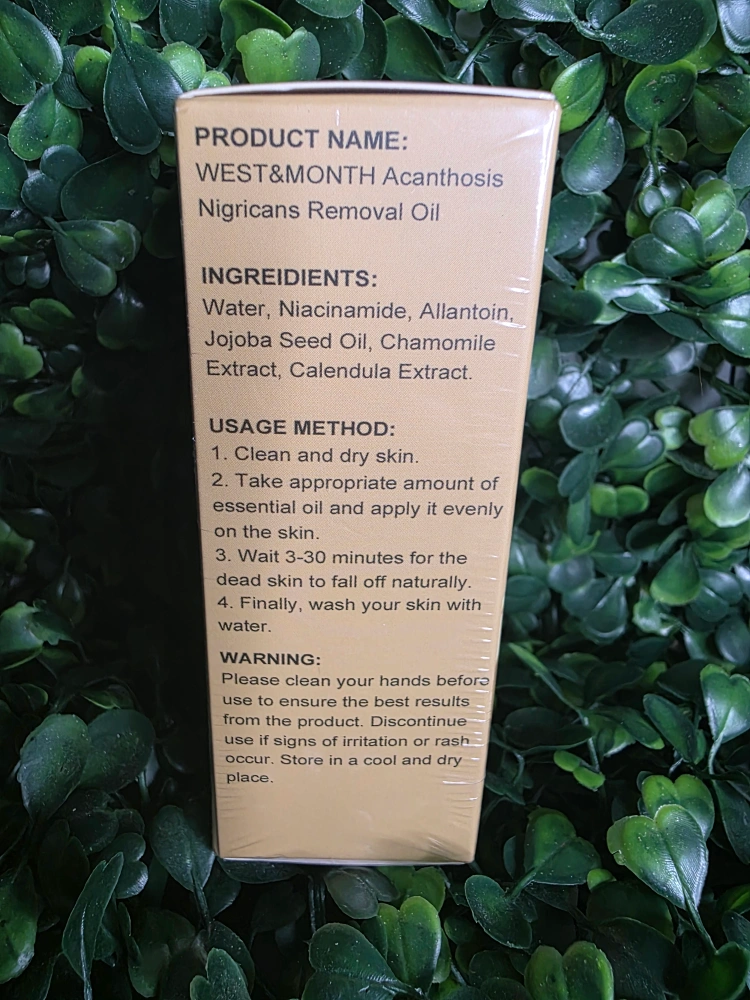 PRODUCT NAME:
WEST&MONTH Acanthosis
Nigricans Removal Oil
INGREIDIENTS:
Water, Niacinamide, Allantoin,
Jojoba Seed Oil, Chamomile
Extract, Calendula Extract.
USAGE METHOD:
1. Clean and dry skin.
2. Take appropriate amount of
essential oil and apply it evenly
on the skin.
3. Wait 3-30 minutes for the
dead skin to fall off naturally.
4. Finally, wash your skin with
water.
WARNING:
Please clean your hands before
use to ensure the best results
from the product. Discontinue
use if signs of irritation or rash
occur. Store in a cool and dry
place.